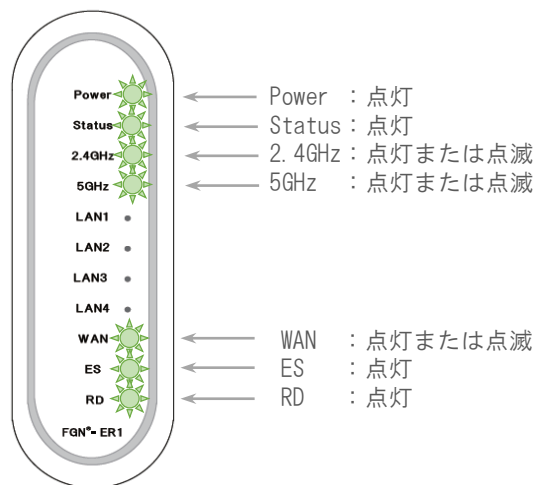 Power
Status
2.4GHz
5GHz
LAN1
LAN2
LAN3
LAN4
WAN
ES
RD
FGN®- ER1
Power :点灯
Status:点灯
2.4GHz:点灯または点滅
5GHz :点灯または点滅
WAN :点灯または点滅
ES :点灯
RD :点灯